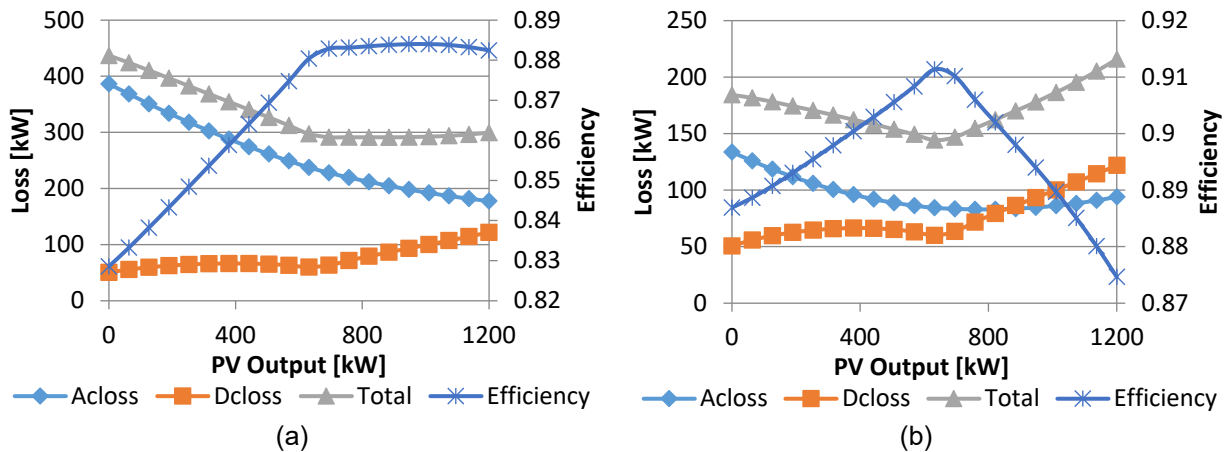 500
400
300
200
100
0
Loss [kW]
0.89
0.88
0.87
0.86
0.85
0.84
0.83
0.82
Efficiency
0 400 800 1200
PV Output [kW]
Acloss Dcloss Total Efficiency
(a)
250
200
150
100
50
0
Loss [kW]
0.92
0.91
0.9
0.89
0.88
0.87
Efficiency
0 400 800 1200
PV Output [kW]
Acloss Dcloss Total Efficiency
(b)